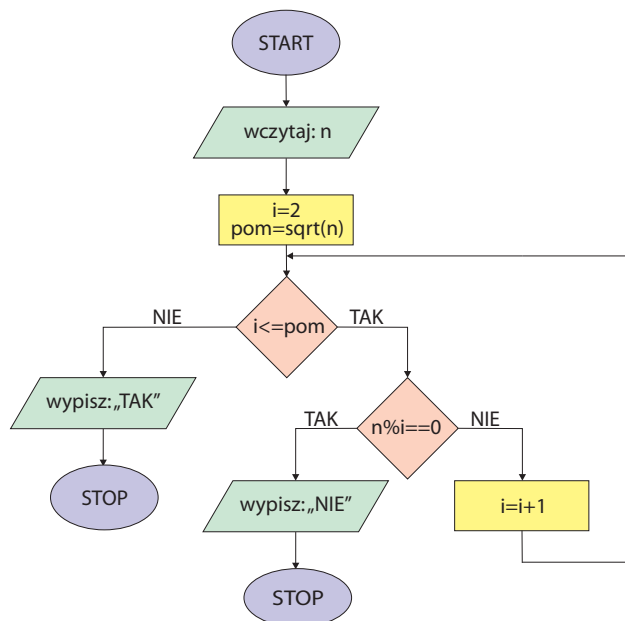 START
wczytaj: n
i=2
pom=sqrt(n)
i<=pom
NIE
TAK
wypisz:„TAK”
STOP
n%i==0
TAK
NIE
wypisz:„NIE”
i=i+1
STOP